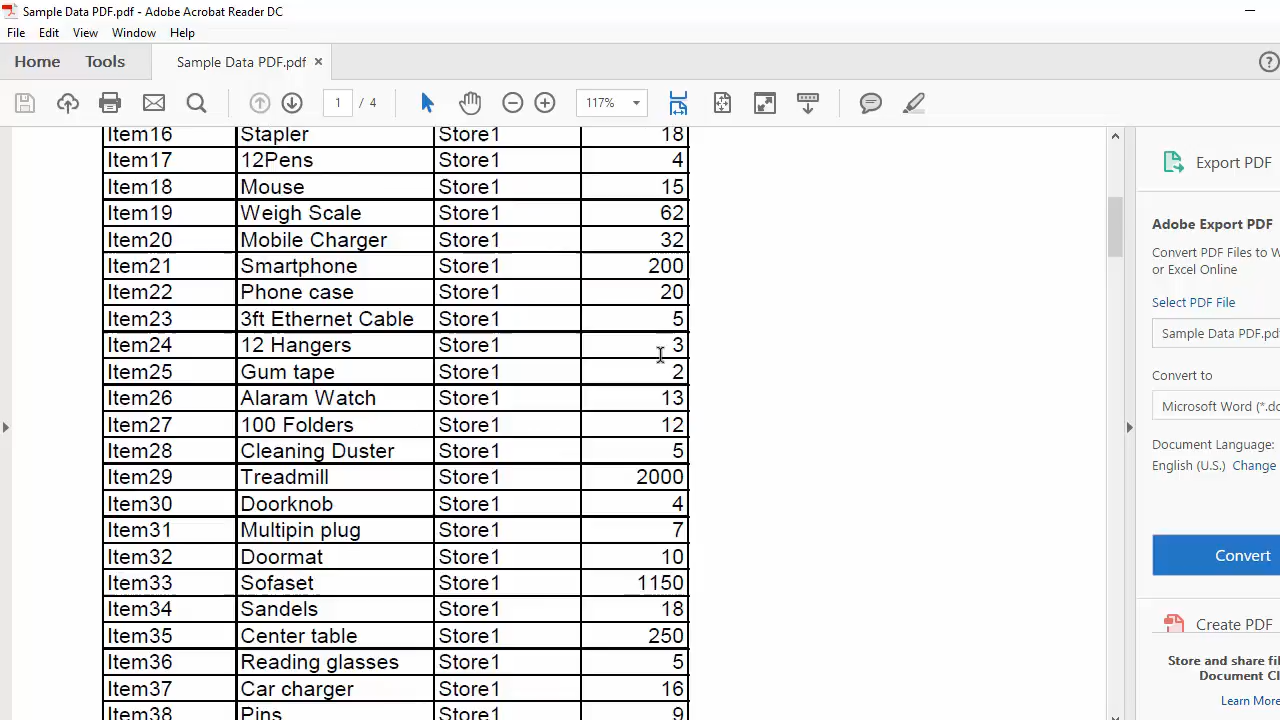 Sample Data PDF.pdf - Adobe Acrobat Reader DC
File Edit View Window Help
Home Tools Sample Data PDF.pdf ×
1 / 4 117%
Item16 Stapler Store1 18
Item17 12Pens Store1 4
Item18 Mouse Store1 15
Item19 Weigh Scale Store1 62
Item20 Mobile Charger Store1 32
Item21 Smartphone Store1 200
Item22 Phone case Store1 20
Item23 3ft Ethernet Cable Store1 5
Item24 12 Hangers Store1 3
Item25 Gum tape Store1 2
Item26 Alaram Watch Store1 13
Item27 100 Folders Store1 12
Item28 Cleaning Duster Store1 5
Item29 Treadmill Store1 2000
Item30 Doorknob Store1 4
Item31 Multipin plug Store1 7
Item32 Doormat Store1 10
Item33 Sofaset Store1 1150
Item34 Sandels Store1 18
Item35 Center table Store1 250
Item36 Reading glasses Store1 5
Item37 Car charger Store1 16
Item38 Pins Store1 9
Export PDF
Adobe Export PDF
Convert PDF Files to W
or Excel Online
Select PDF File
Sample Data PDF.pd
Convert to
Microsoft Word (*.do
Document Language:
English (U.S.) Change
Convert
Create PDF
Store and share fil
Document Cl
Learn More